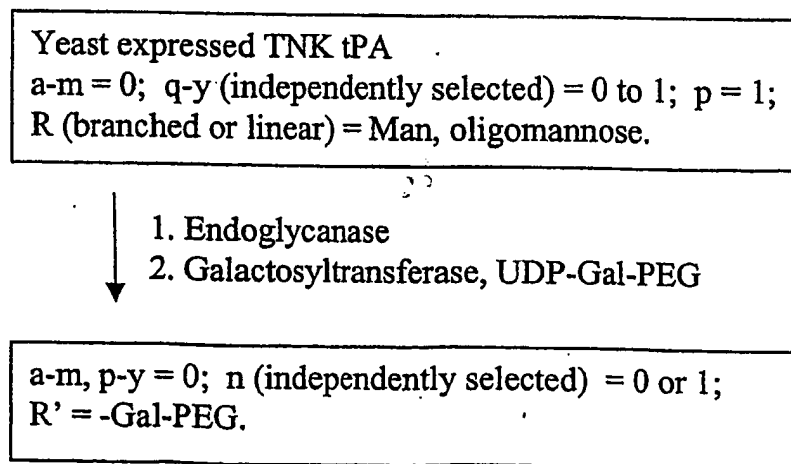 Yeast expressed TNK tPA
a-m = 0; q-y (independently selected) = 0 to 1; p = 1;
R (branched or linear) = Man, oligomannose.
1. Endoglycanase
2. Galactosyltransferase, UDP-Gal-PEG
a-m, p-y = 0; n (independently selected) = 0 or 1;
R' = -Gal-PEG.